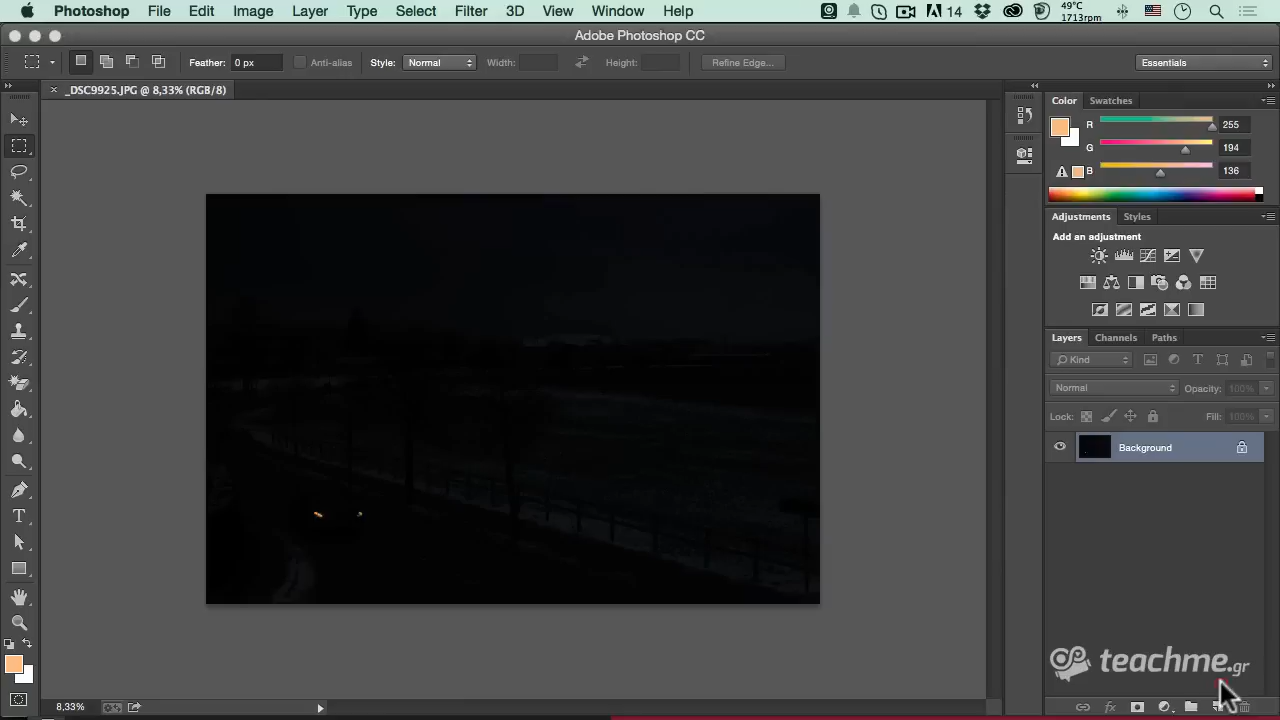 Photoshop File Edit Image Layer Type Select Filter 3D View Window Help 14 49°C 1713rpm
Adobe Photoshop CC
Feather: 0 px Anti-alias Style: Normal Width: Height: Refine Edge... Essentials
_DSC9925.JPG @ 8,33% (RGB/8)
Color Swatches
R 255
G 194
B 136
Adjustments Styles
Add an adjustment
Layers Channels Paths
Kind
Normal Opacity: 100%
Lock: Fill: 100%
Background
teachme.gr
8,33%